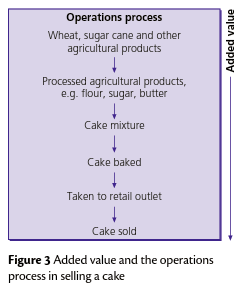 Operations process
Wheat, sugar cane and other
agricultural products
Processed agricultural products,
e.g. flour, sugar, butter
Cake mixture
Cake baked
Taken to retail outlet
Cake sold
Added value
Figure 3 Added value and the operations
process in selling a cake